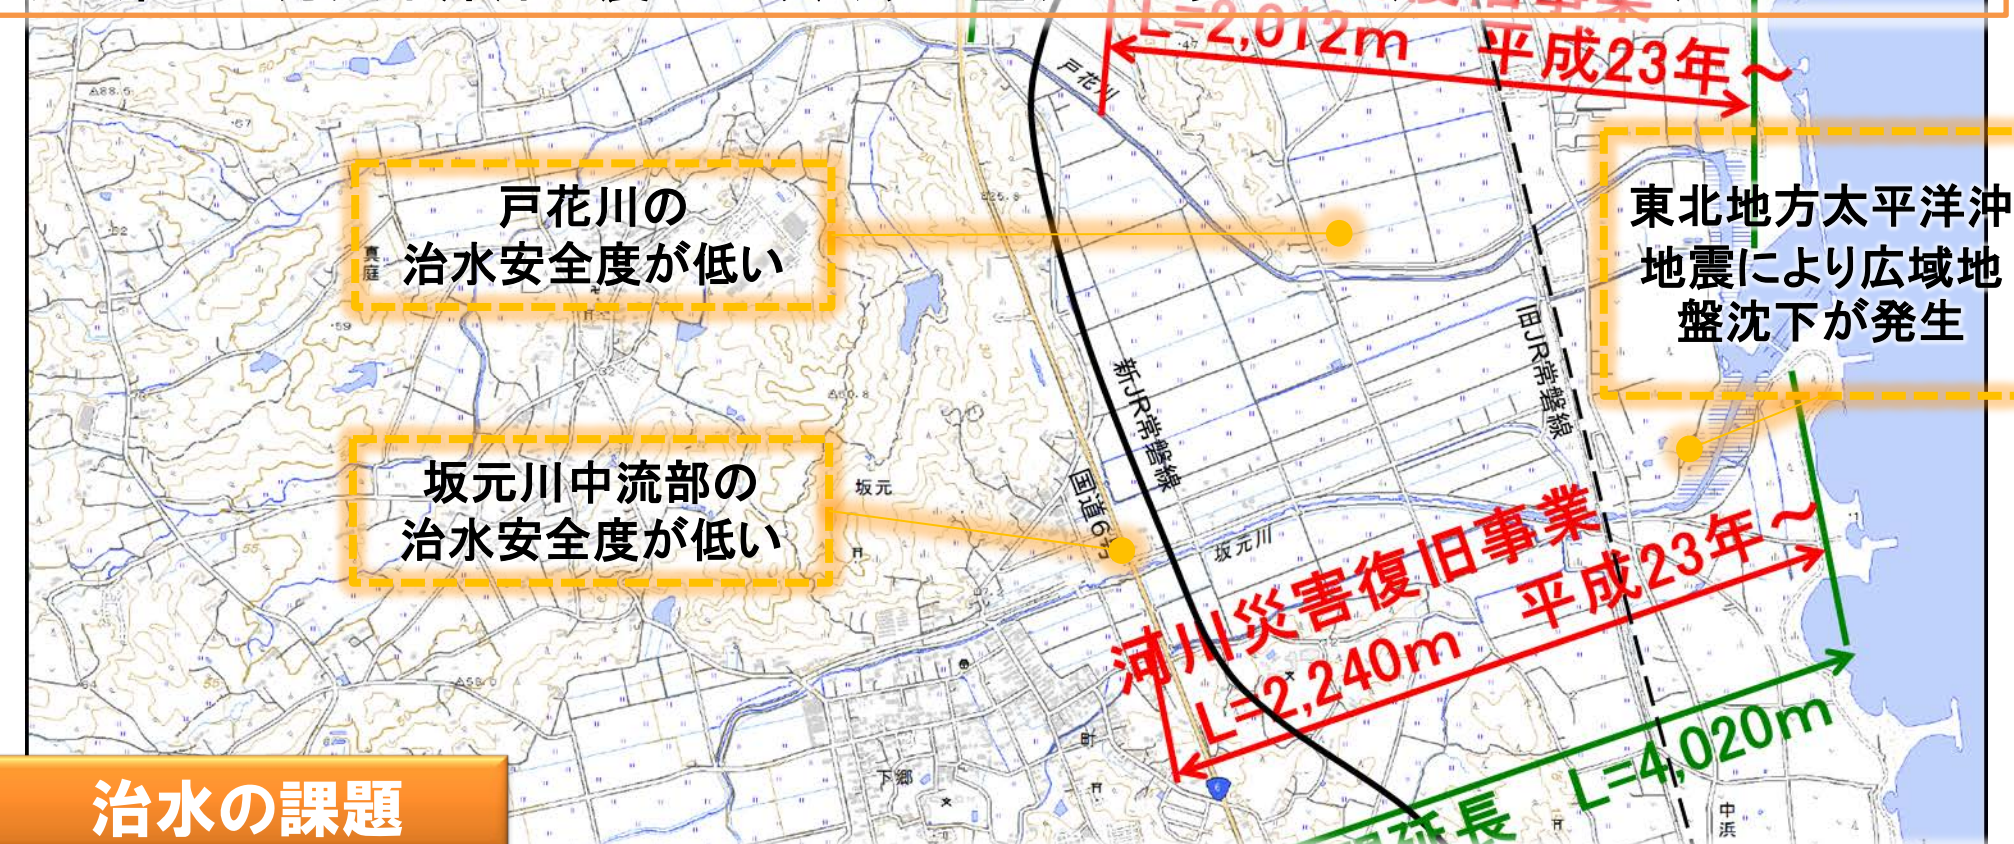 L=2,012m
平成23年～
戸花川
戸花川の
治水安全度が低い
東北地方太平洋沖
地震により広域地
盤沈下が発生
真庭
旧JR常磐線
新JR常磐線
坂元川中流部の
治水安全度が低い
坂元
国道6号
坂元川
河川災害復旧事業
L=2,240m
平成23年～
L=4,020m
延長
町
下郷
中浜
治水の課題